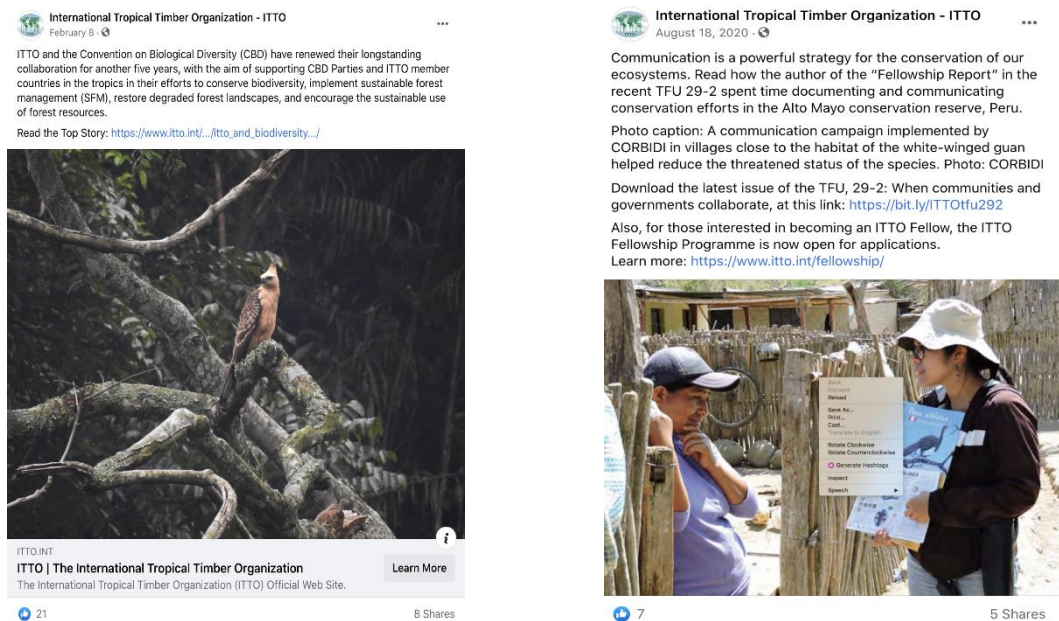 International Tropical Timber Organization - ITTO
February 8 ·
ITTO and the Convention on Biological Diversity (CBD) have renewed their longstanding
collaboration for another five years, with the aim of supporting CBD Parties and ITTO member
countries in the tropics in their efforts to conserve biodiversity, implement sustainable forest
management (SFM), restore degraded forest landscapes, and encourage the sustainable use
of forest resources.
Read the Top Story: https://www.itto.int/.../itto_and_biodiversity.../
ITTO.INT
ITTO | The International Tropical Timber Organization
The International Tropical Timber Organization (ITTO) Official Web Site.
Learn More
21
8 Shares
International Tropical Timber Organization - ITTO
August 18, 2020 ·
Communication is a powerful strategy for the conservation of our
ecosystems. Read how the author of the “Fellowship Report” in the
recent TFU 29-2 spent time documenting and communicating
conservation efforts in the Alto Mayo conservation reserve, Peru.
Photo caption: A communication campaign implemented by
CORBIDI in villages close to the habitat of the white-winged guan
helped reduce the threatened status of the species. Photo: CORBIDI
Download the latest issue of the TFU, 29-2: When communities and
governments collaborate, at this link: https://bit.ly/ITTOtfu292
Also, for those interested in becoming an ITTO Fellow, the ITTO
Fellowship Programme is now open for applications.
Learn more: https://www.itto.int/fellowship/
Back
Forward
Reload
Save As...
Print...
Cast...
Translate to English
Rotate Clockwise
Rotate Counterclockwise
Generate Hashtags
Inspect
Speech
7
5 Shares